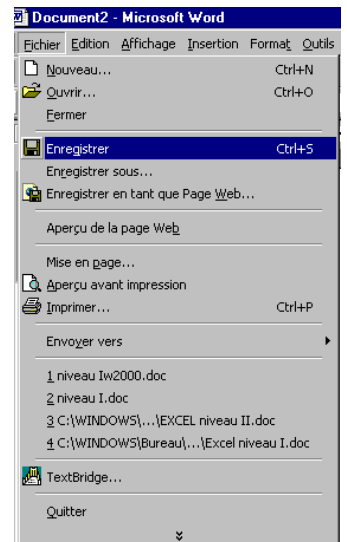 Document2 - Microsoft Word
Fichier Edition Affichage Insertion Format Outils
Nouveau... Ctrl+N
Ouvrir... Ctrl+O
Fermer
Enregistrer Ctrl+S
Enregistrer sous...
Enregistrer en tant que Page Web...
Aperçu de la page Web
Mise en page...
Aperçu avant impression
Imprimer... Ctrl+P
Envoyer vers
1 niveau Iw2000.doc
2 niveau I.doc
3 C:\WINDOWS\...\EXCEL niveau II.doc
4 C:\WINDOWS\Bureau\...\Excel niveau I.doc
TextBridge...
Quitter